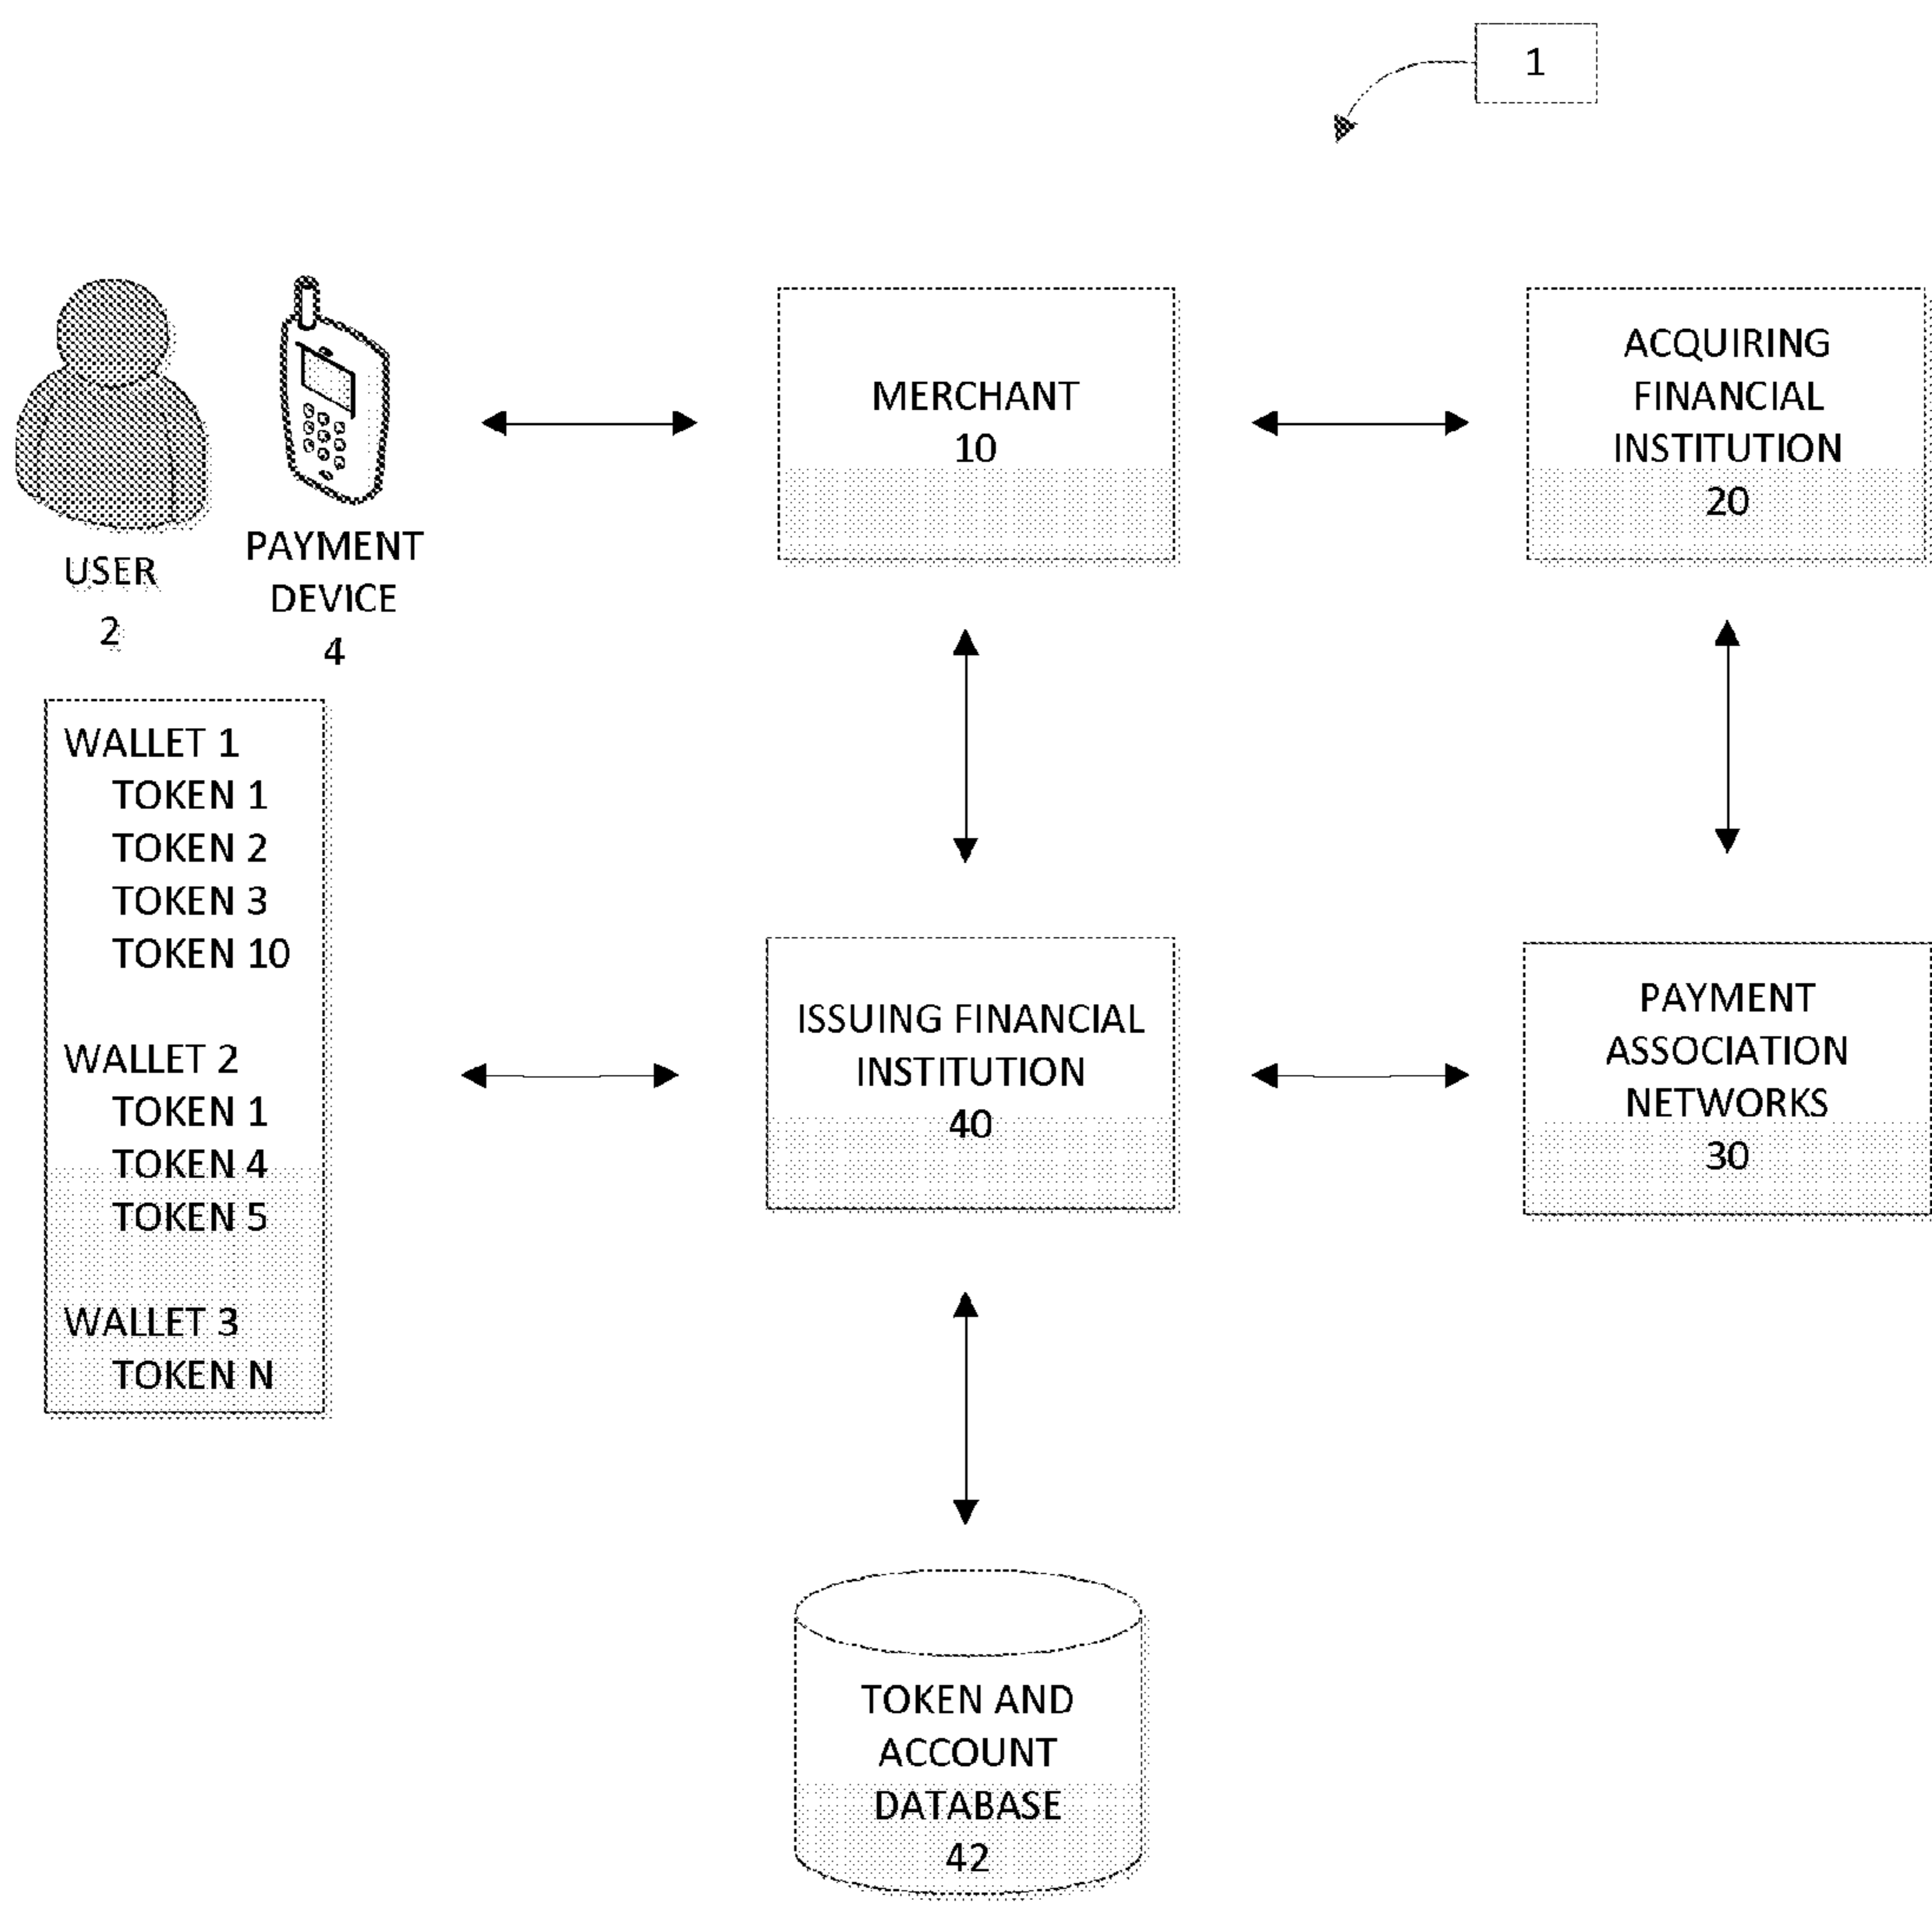 1
USER
2
PAYMENT
DEVICE
4
MERCHANT
10
ACQUIRING
FINANCIAL
INSTITUTION
20
WALLET 1
TOKEN 1
TOKEN 2
TOKEN 3
TOKEN 10
WALLET 2
TOKEN 1
TOKEN 4
TOKEN 5
WALLET 3
TOKEN N
ISSUING FINANCIAL
INSTITUTION
40
PAYMENT
ASSOCIATION
NETWORKS
30
TOKEN AND
ACCOUNT
DATABASE
42